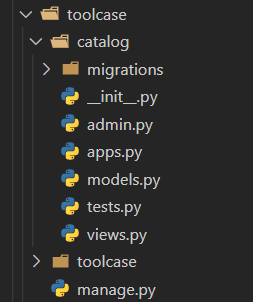 toolcase
catalog
migrations
__init__.py
admin.py
apps.py
models.py
tests.py
views.py
toolcase
manage.py